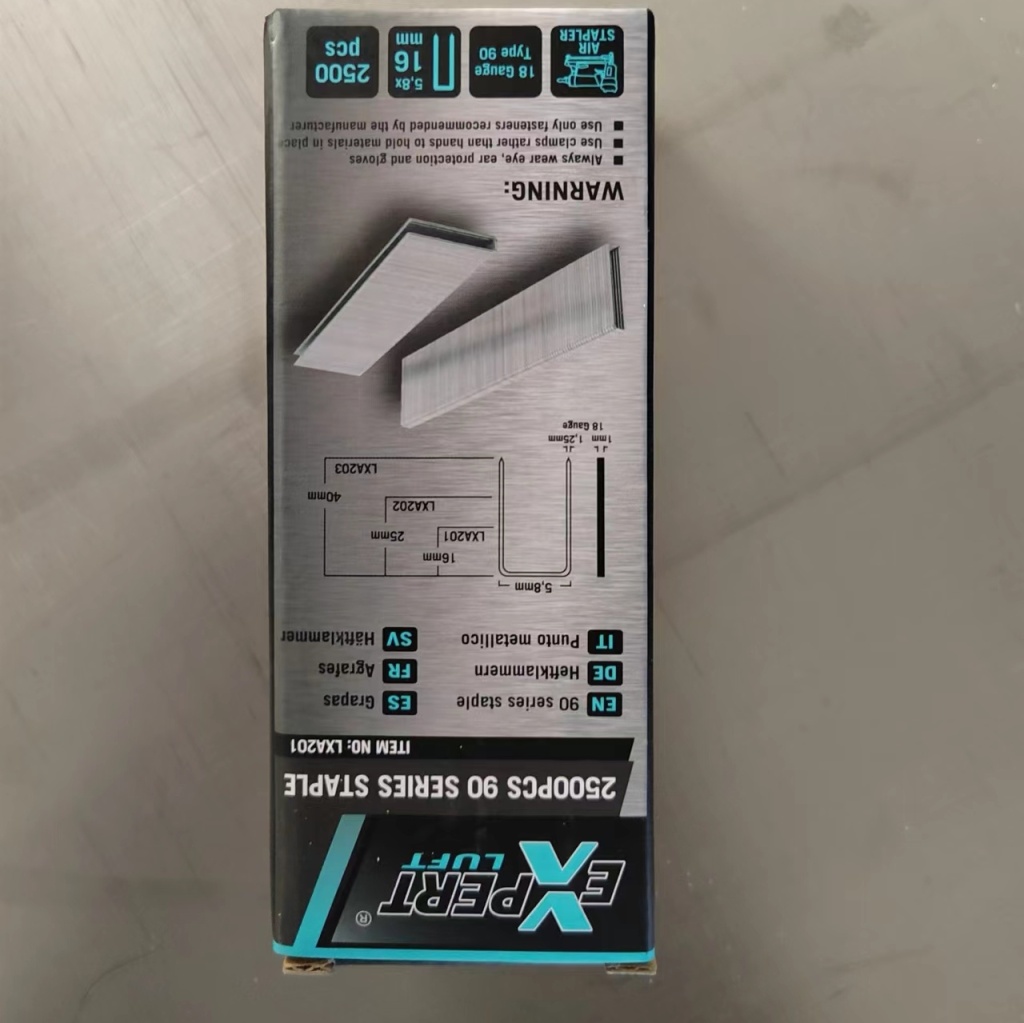 EXPERT®
LUFT
2500PCS 90 SERIES STAPLE
ITEM NO: LXA201
EN 90 series staple
ES Grapas
DE Heftklammern
FR Agrafes
IT Punto metallico
SV Häftklammer
5,8mm
16mm
LXA201
25mm
LXA202
40mm
LXA203
1mm 1,25mm
18 Gauge
WARNING:
■ Always wear eye, ear protection and gloves
■ Use clamps rather than hands to hold materials in place
■ Use only fasteners recommended by the manufacturer
AIR
STAPLER
18 Gauge
Type 90
5,8x
16
mm
2500
pcs